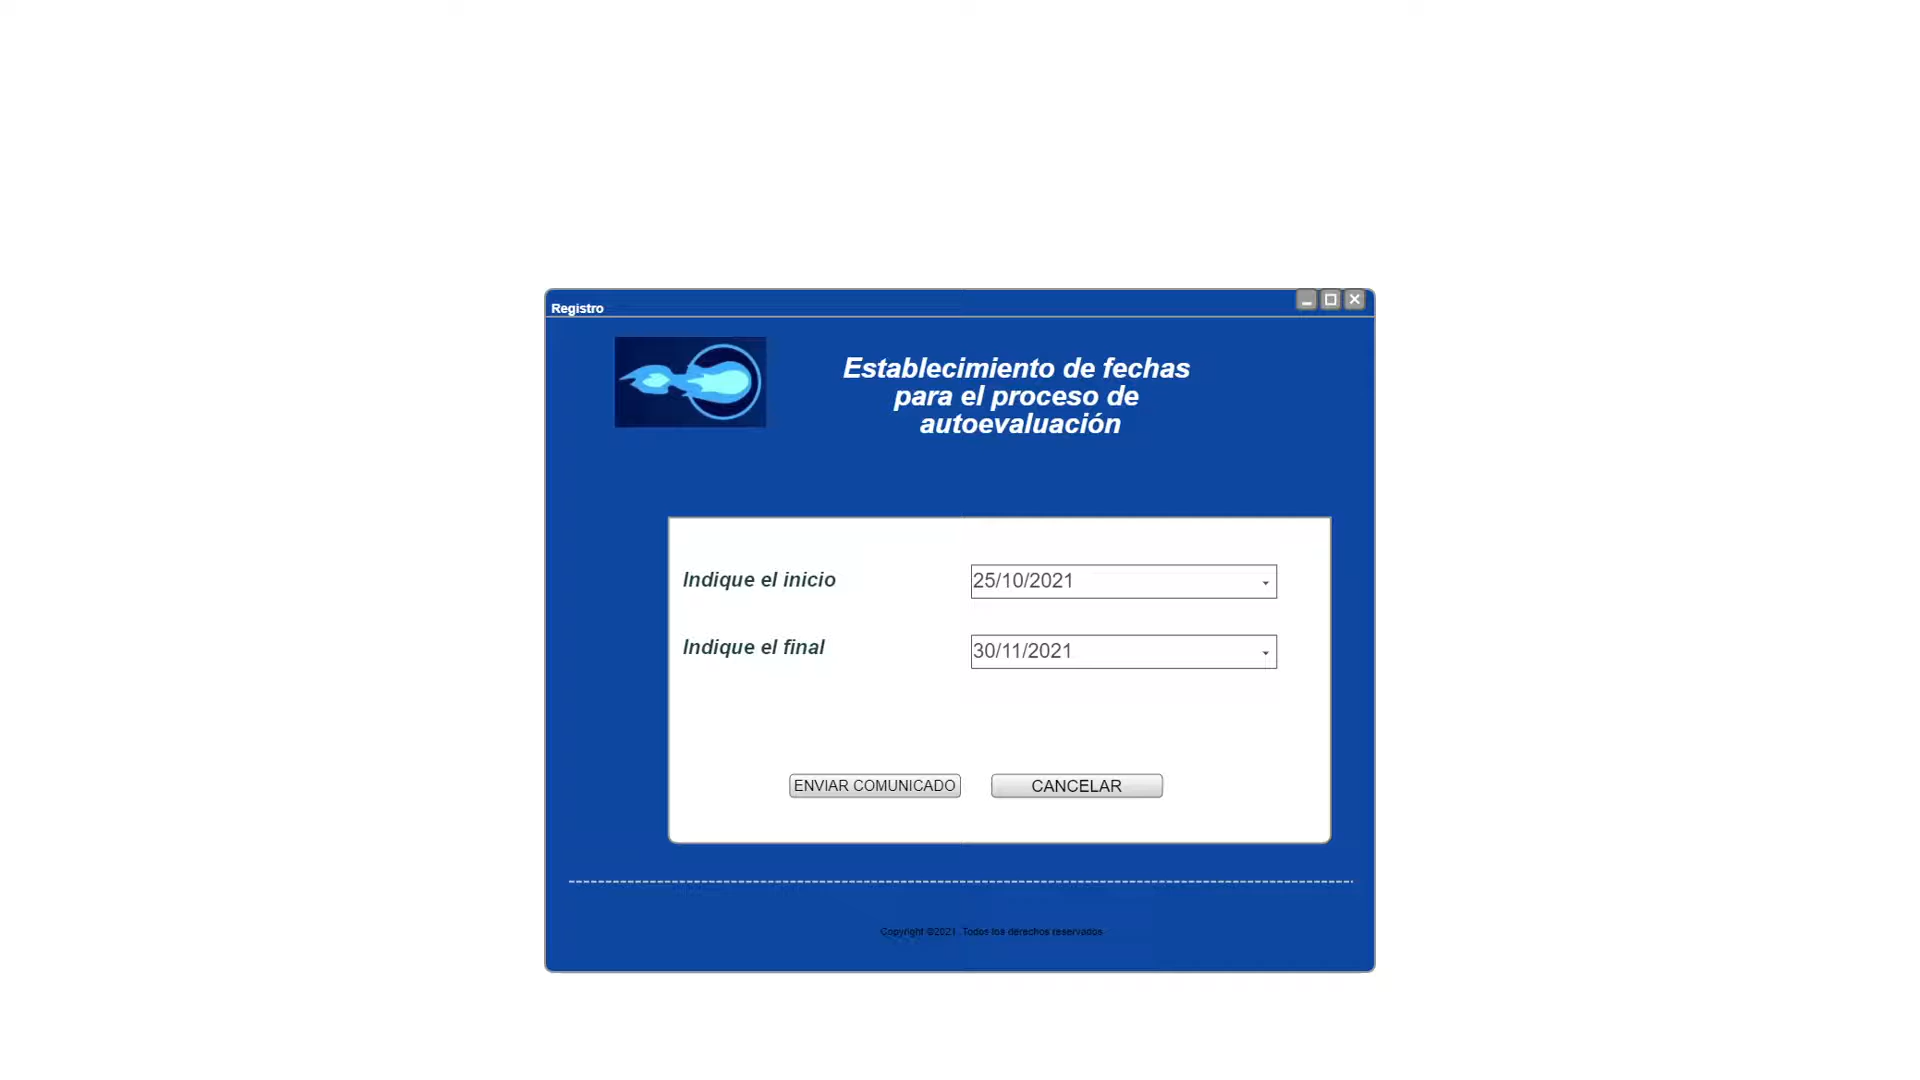 Registro
Establecimiento de fechas
para el proceso de
autoevaluación
Indique el inicio
25/10/2021
Indique el final
30/11/2021
ENVIAR COMUNICADO
CANCELAR
Copyright ©2021. Todos los derechos reservados.